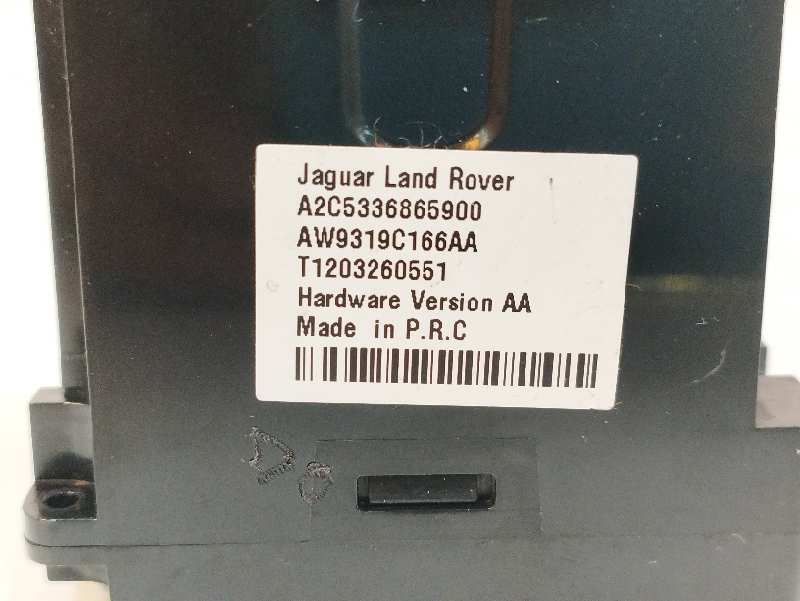 Jaguar Land Rover
A2C5336865900
AW9319C166AA
T1203260551
Hardware Version AA
Made in P.R.C